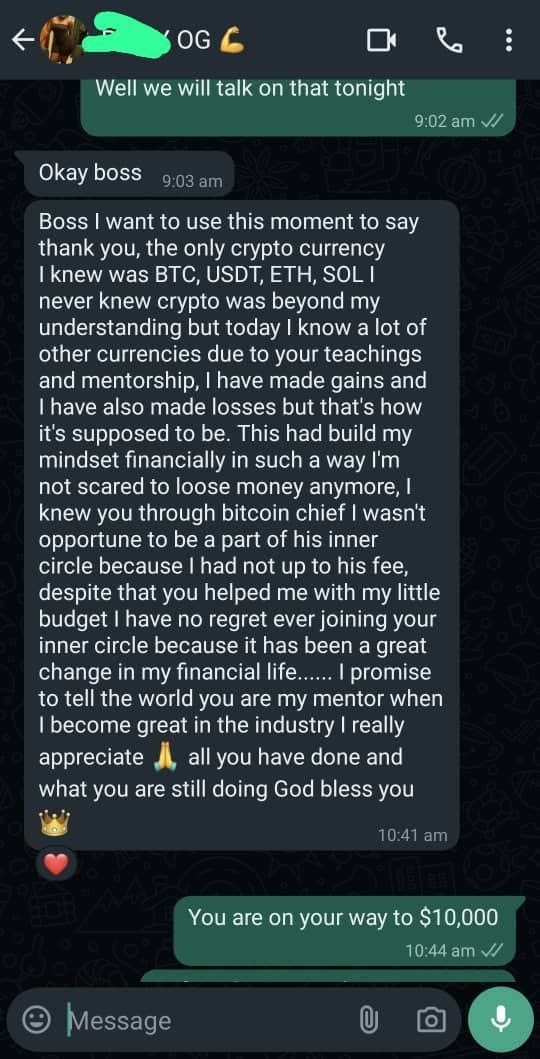 OG 💪
Well we will talk on that tonight
9:02 am
Okay boss
9:03 am
Boss I want to use this moment to say
thank you, the only crypto currency
I knew was BTC, USDT, ETH, SOL I
never knew crypto was beyond my
understanding but today I know a lot of
other currencies due to your teachings
and mentorship, I have made gains and
I have also made losses but that's how
it's supposed to be. This had build my
mindset financially in such a way I'm
not scared to loose money anymore, I
knew you through bitcoin chief I wasn't
opportune to be a part of his inner
circle because I had not up to his fee,
despite that you helped me with my little
budget I have no regret ever joining your
inner circle because it has been a great
change in my financial life...... I promise
to tell the world you are my mentor when
I become great in the industry I really
appreciate 🙏 all you have done and
what you are still doing God bless you
👑
10:41 am
❤️
You are on your way to $10,000
10:44 am
Message